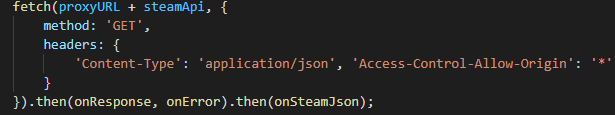 fetch(proxyURL + steamApi, {
method: 'GET',
headers: {
'Content-Type': 'application/json', 'Access-Control-Allow-Origin': '*'
}
}).then(onResponse, onError).then(onSteamJson);